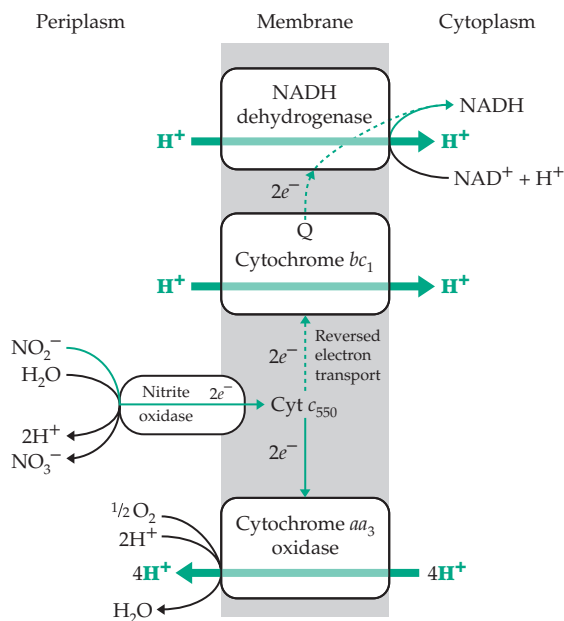 Periplasm Membrane Cytoplasm
NADH
dehydrogenase
NADH
H⁺ H⁺
2e⁻
NAD⁺ + H⁺
Q
Cytochrome bc₁
H⁺ H⁺
Reversed
electron
transport
2e⁻
NO₂⁻
H₂O
Nitrite 2e⁻
oxidase
Cyt c₅₅₀
2H⁺
NO₃⁻
2e⁻
½ O₂
2H⁺
Cytochrome aa₃
oxidase
4H⁺ 4H⁺
H₂O